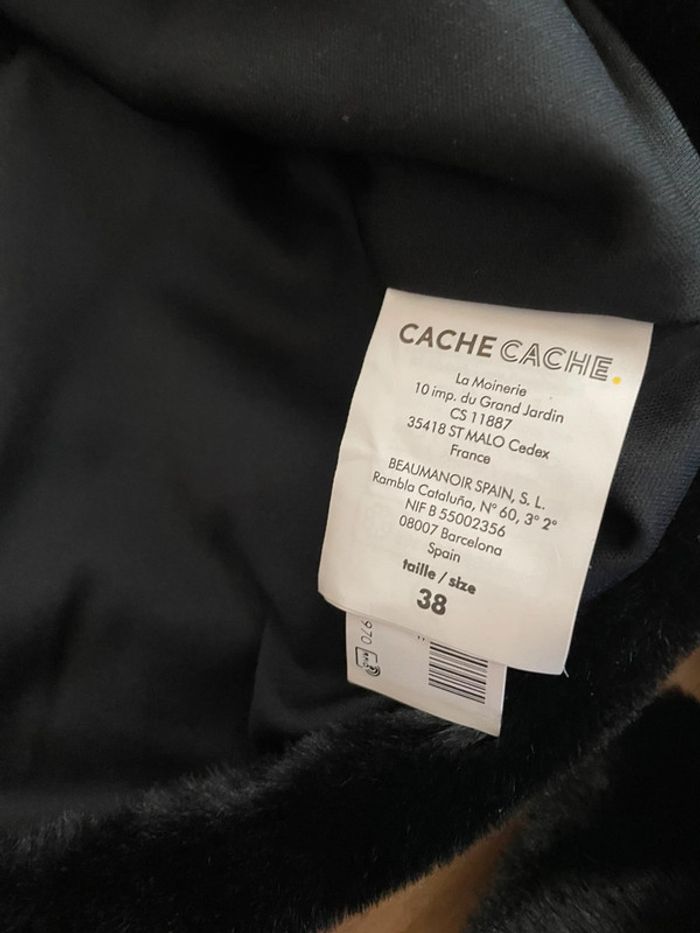 CACHE CACHE.
La Moinerie
10 imp. du Grand Jardin
CS 11887
35418 ST MALO Cedex
France
BEAUMANOIR SPAIN, S. L.
Rambla Cataluña, N° 60, 3° 2°
NIF B 55002356
08007 Barcelona
Spain
taille / size
38
970